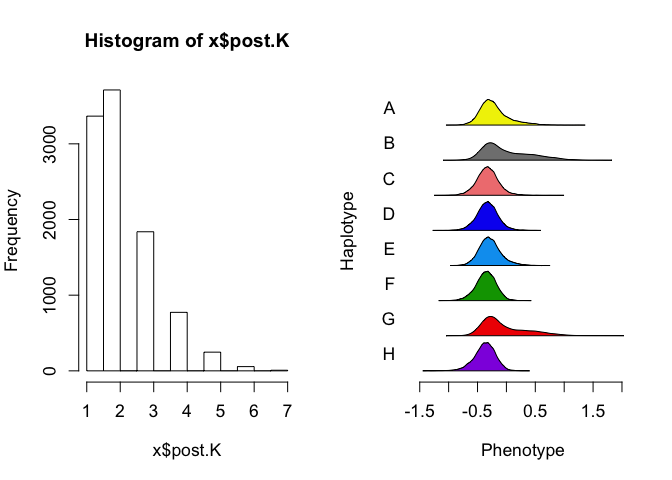 Histogram of x$post.K
Frequency
0
1000
2000
3000
1 2 3 4 5 6 7
x$post.K
Haplotype
A
B
C
D
E
F
G
H
-1.5 -0.5 0.5 1.5
Phenotype